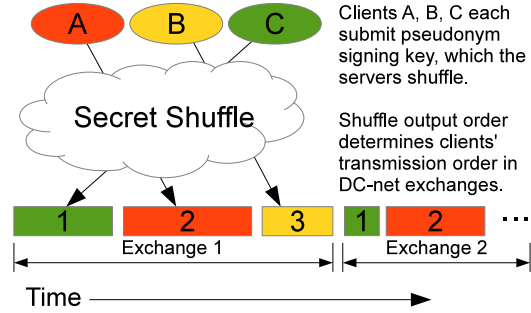 A B C
Clients A, B, C each
submit pseudonym
signing key, which the
servers shuffle.
Secret Shuffle
Shuffle output order
determines clients'
transmission order in
DC-net exchanges.
1 2 3 1 2 ...
Exchange 1 Exchange 2
Time